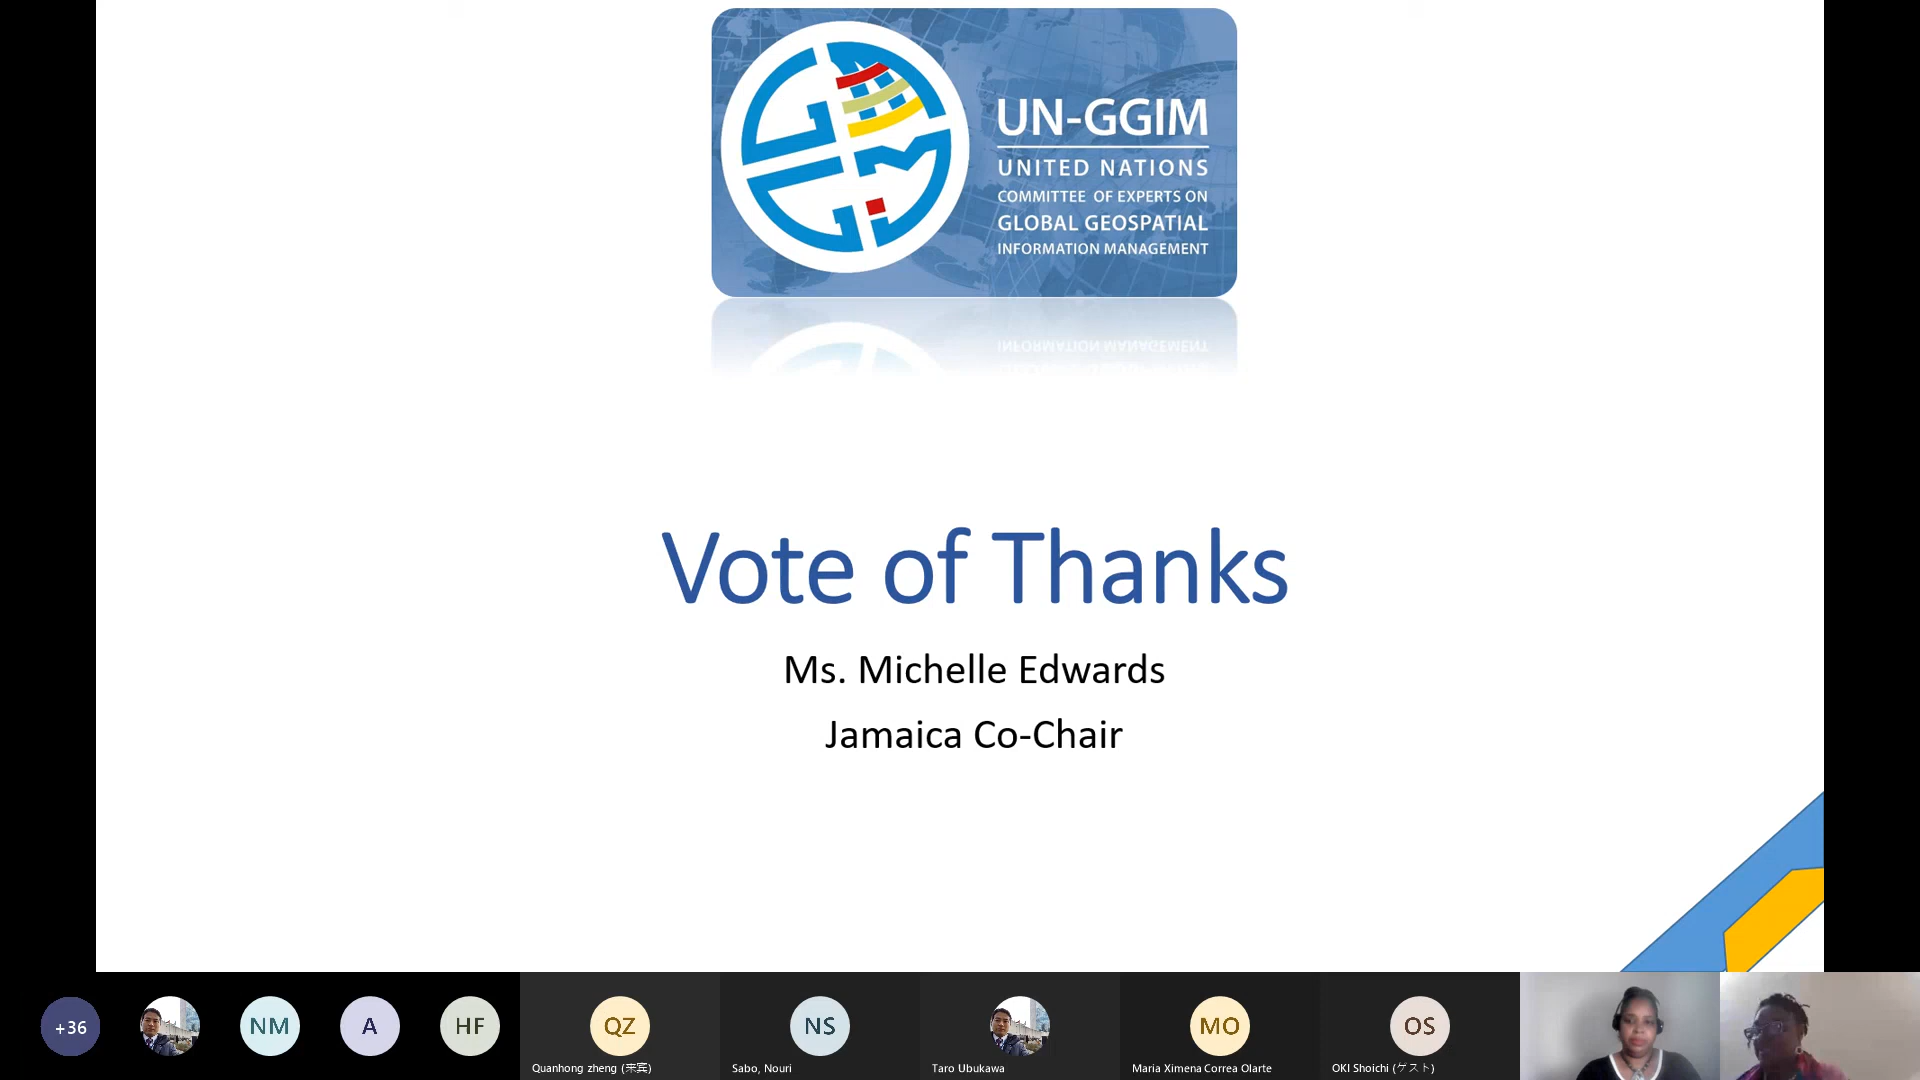 UN-GGIM
UNITED NATIONS
COMMITTEE OF EXPERTS ON
GLOBAL GEOSPATIAL
INFORMATION MANAGEMENT
Vote of Thanks
Ms. Michelle Edwards
Jamaica Co-Chair
+36
NM
A
HF
QZ
NS
MO
OS
Quanhong zheng (来宾)
Sabo, Nouri
Taro Ubukawa
Maria Ximena Correa Olarte
OKI Shoichi (ゲスト)